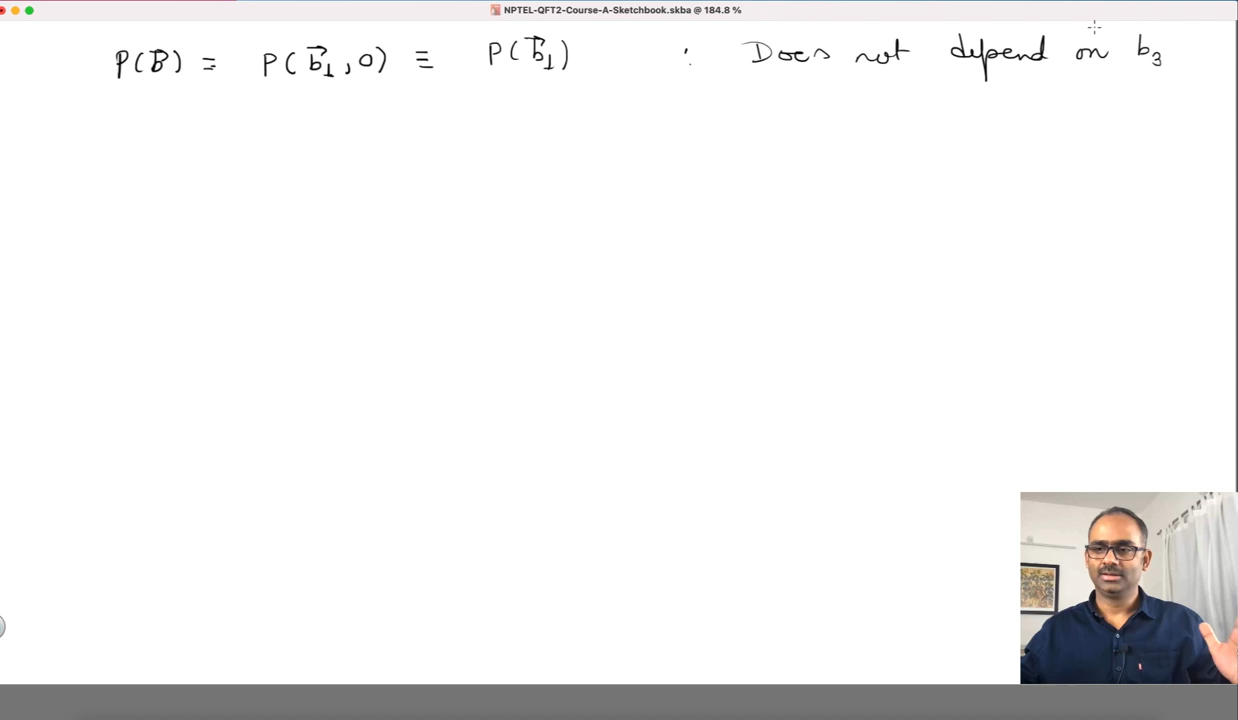 NPTEL-QFT2-Course-A-Sketchbook.skba @ 184.8 %
P(B⃗) = P(b⃗⊥, 0) ≡ P(b⃗⊥) : Does not depend on b₃